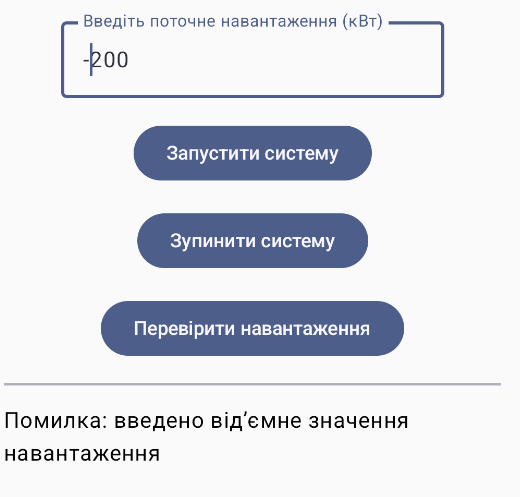 Введіть поточне навантаження (кВт)
-200
Запустити систему
Зупинити систему
Перевірити навантаження
Помилка: введено від’ємне значення
навантаження